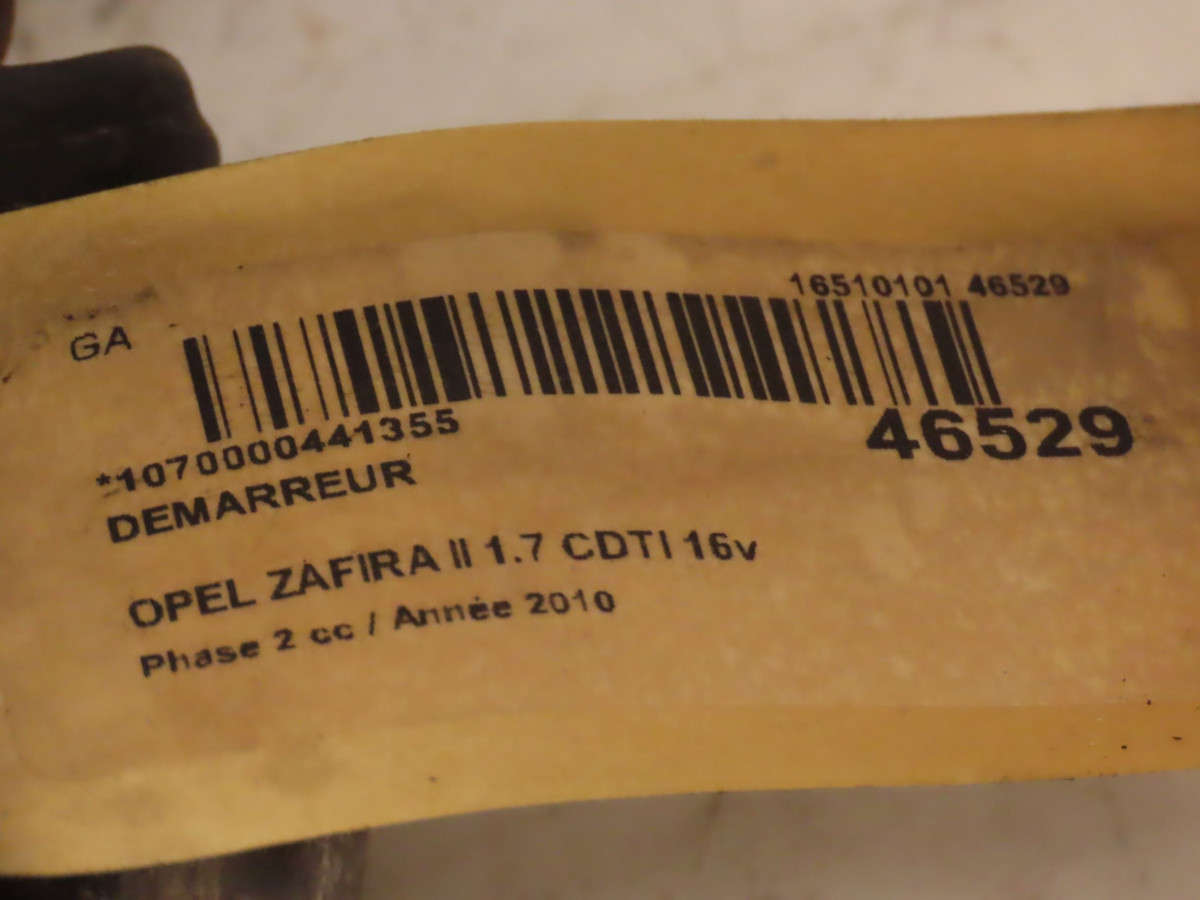 16510101 46529
GA
*1070000441355
46529
DEMARREUR
OPEL ZAFIRA II 1.7 CDTI 16v
Phase 2 cc / Année 2010